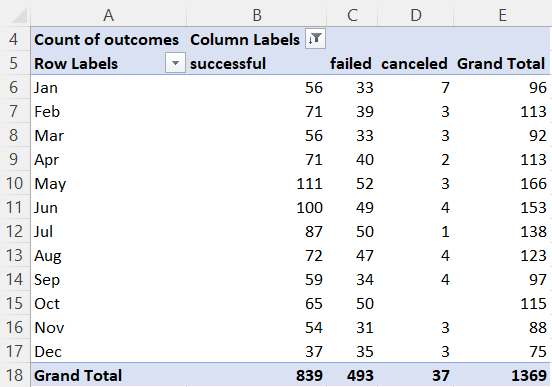 A B C D E
4 Count of outcomes Column Labels
5 Row Labels successful failed canceled Grand Total
6 Jan 56 33 7 96
7 Feb 71 39 3 113
8 Mar 56 33 3 92
9 Apr 71 40 2 113
10 May 111 52 3 166
11 Jun 100 49 4 153
12 Jul 87 50 1 138
13 Aug 72 47 4 123
14 Sep 59 34 4 97
15 Oct 65 50 115
16 Nov 54 31 3 88
17 Dec 37 35 3 75
18 Grand Total 839 493 37 1369